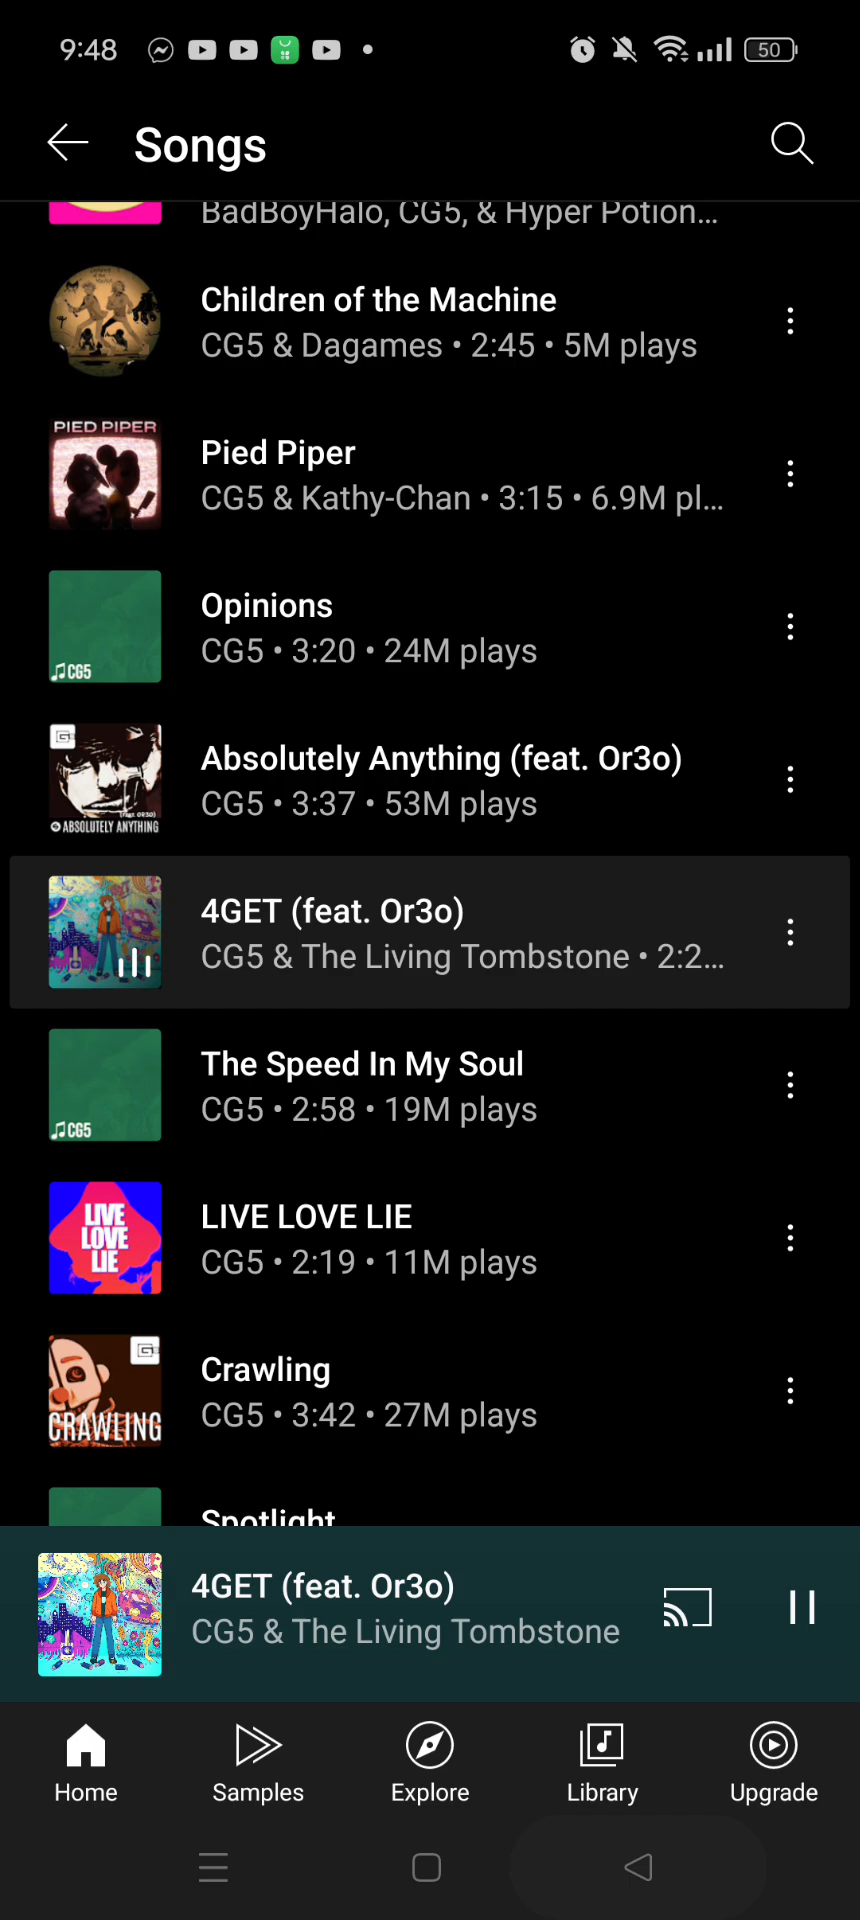 9:48
50
Songs
BadBoyHalo, CG5, & Hyper Potion...
Children of the Machine
CG5 & Dagames • 2:45 • 5M plays
PIED PIPER
Pied Piper
CG5 & Kathy-Chan • 3:15 • 6.9M pl...
Opinions
CG5 • 3:20 • 24M plays
CG5
Absolutely Anything (feat. Or3o)
CG5 • 3:37 • 53M plays
(FEAT. OR3O)
ABSOLUTELY ANYTHING
4GET (feat. Or3o)
CG5 & The Living Tombstone • 2:2...
The Speed In My Soul
CG5 • 2:58 • 19M plays
CG5
LIVE LOVE LIE
CG5 • 2:19 • 11M plays
LIVE
LOVE
LIE
Crawling
CG5 • 3:42 • 27M plays
CRAWLING
Spotlight
4GET (feat. Or3o)
CG5 & The Living Tombstone
Home
Samples
Explore
Library
Upgrade